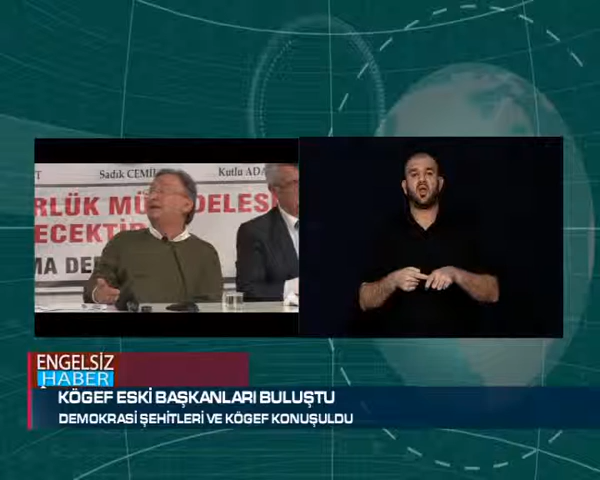 Sadık CEMİL Kutlu ADA
RLÜK MÜ DELESİ
ECEKTİR
MA DE
ENGELSİZ
HABER
KÖGEF ESKİ BAŞKANLARI BULUŞTU
DEMOKRASİ ŞEHİTLERİ VE KÖGEF KONUŞULDU